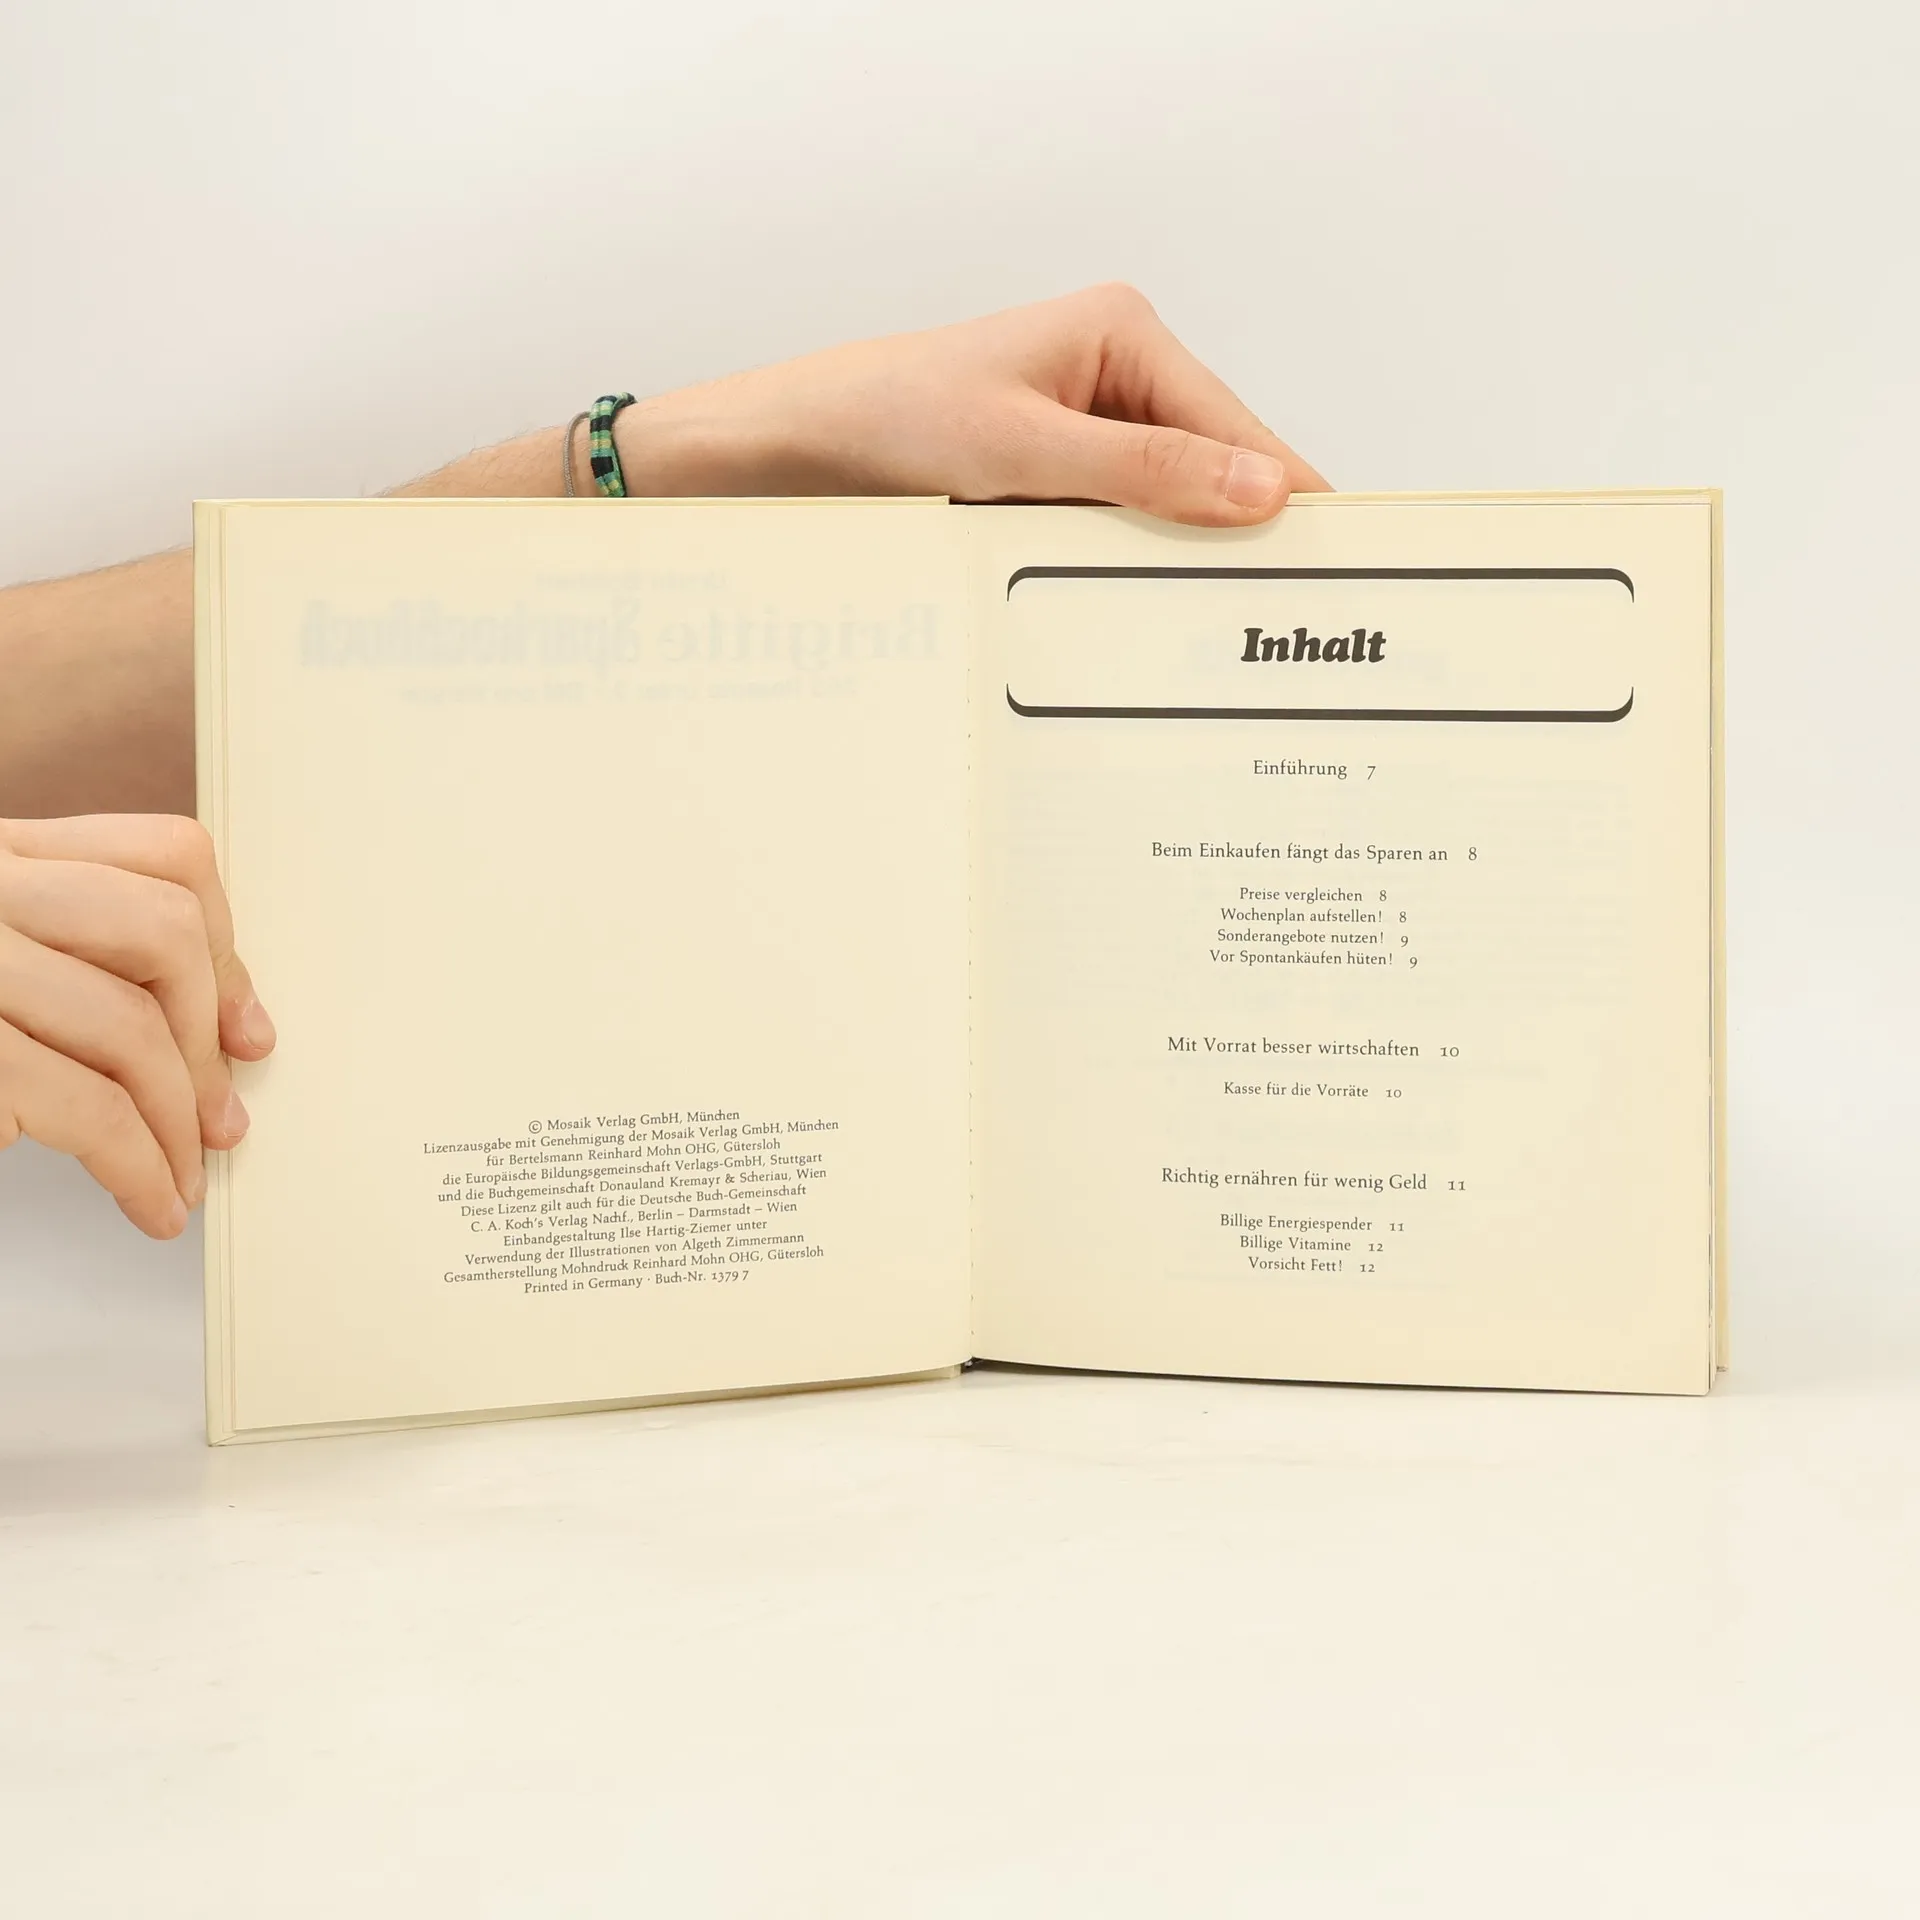 Brigitte Sparkochbuch
© Mosaik Verlag GmbH, München
Lizenzausgabe mit Genehmigung der Mosaik Verlag GmbH, München
für Bertelsmann Reinhard Mohn OHG, Gütersloh
die Europäische Bildungsgemeinschaft Verlags-GmbH, Stuttgart
und die Buchgemeinschaft Donauland Kremayr & Scheriau, Wien
Diese Lizenz gilt auch für die Deutsche Buch-Gemeinschaft
C. A. Koch's Verlag Nachf., Berlin – Darmstadt – Wien
Einbandgestaltung Ilse Hartig-Ziemer unter
Verwendung der Illustrationen von Algeth Zimmermann
Gesamtherstellung Mohndruck Reinhard Mohn OHG, Gütersloh
Printed in Germany · Buch-Nr. 1379 7
Inhalt
Einführung 7
Beim Einkaufen fängt das Sparen an 8
Preise vergleichen 8
Wochenplan aufstellen! 8
Sonderangebote nutzen! 9
Vor Spontankäufen hüten! 9
Mit Vorrat besser wirtschaften 10
Kasse für die Vorräte 10
Richtig ernähren für wenig Geld 11
Billige Energiespender 11
Billige Vitamine 12
Vorsicht Fett! 12